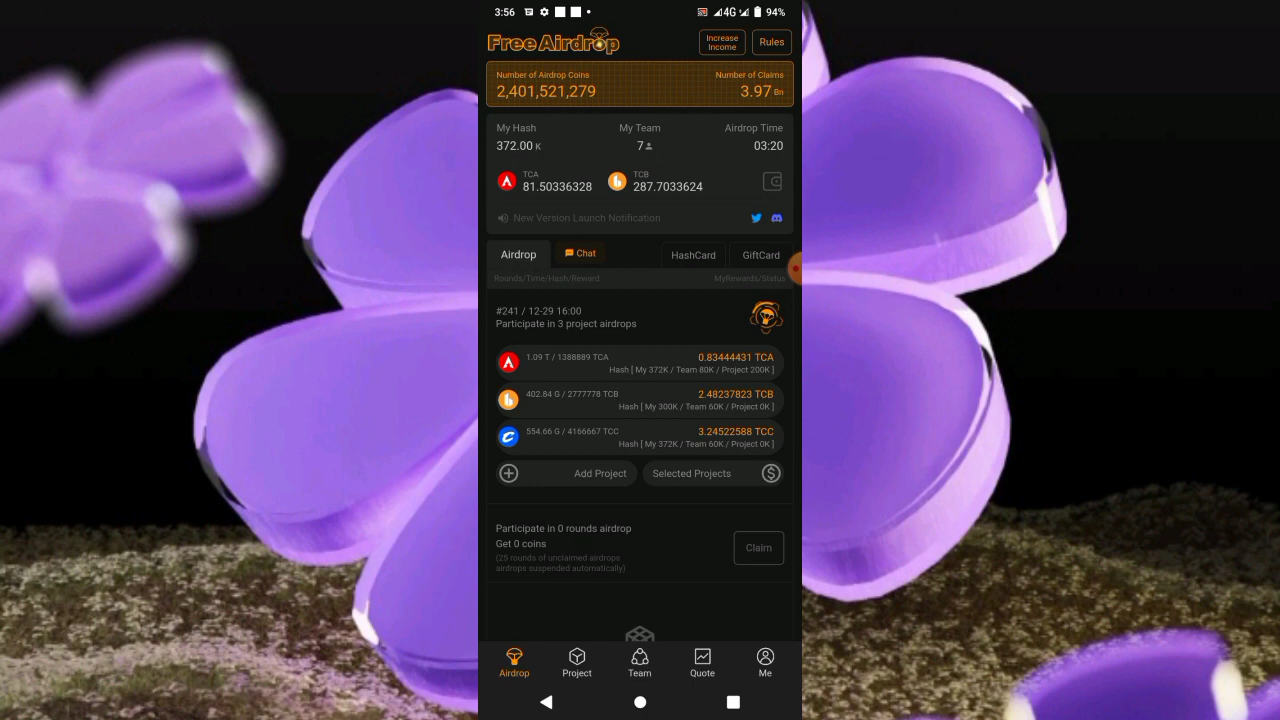 3:56 4G 94%
Free Airdrop
Increase Income
Rules
Number of Airdrop Coins Number of Claims
2,401,521,279 3.97 Bn
My Hash My Team Airdrop Time
372.00 K 7 03:20
TCA TCB
81.50336328 287.7033624
New Version Launch Notification
Airdrop Chat HashCard GiftCard
Rounds/Time/Hash/Reward MyRewards/Status
#241 / 12-29 16:00
Participate in 3 project airdrops
1.09 T / 1388889 TCA 0.83444431 TCA
Hash [ My 372K / Team 80K / Project 200K ]
402.84 G / 2777778 TCB 2.48237823 TCB
Hash [ My 300K / Team 60K / Project 0K ]
554.66 G / 4166667 TCC 3.24522588 TCC
Hash [ My 372K / Team 60K / Project 0K ]
Add Project Selected Projects
Participate in 0 rounds airdrop
Get 0 coins
Claim
(25 rounds of unclaimed airdrops
airdrops suspended automatically)
Airdrop Project Team Quote Me